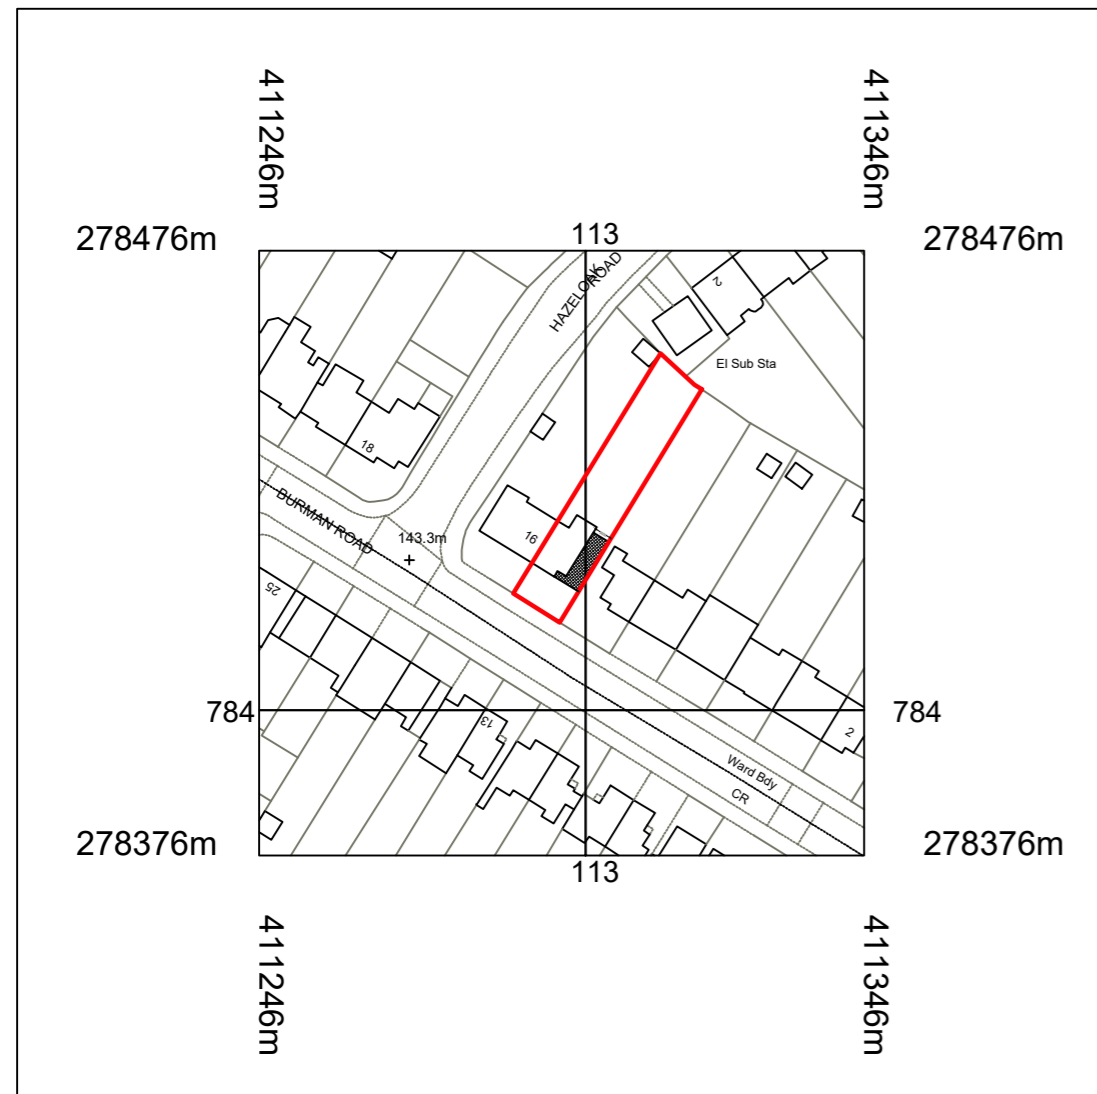 411246m
411346m
278476m
113
278476m
HAZELOAK
ROAD
2
El Sub Sta
18
BURMAN ROAD
143.3m
16
25
784
784
13
2
Ward Bdy
CR
278376m
113
278376m
411246m
411346m